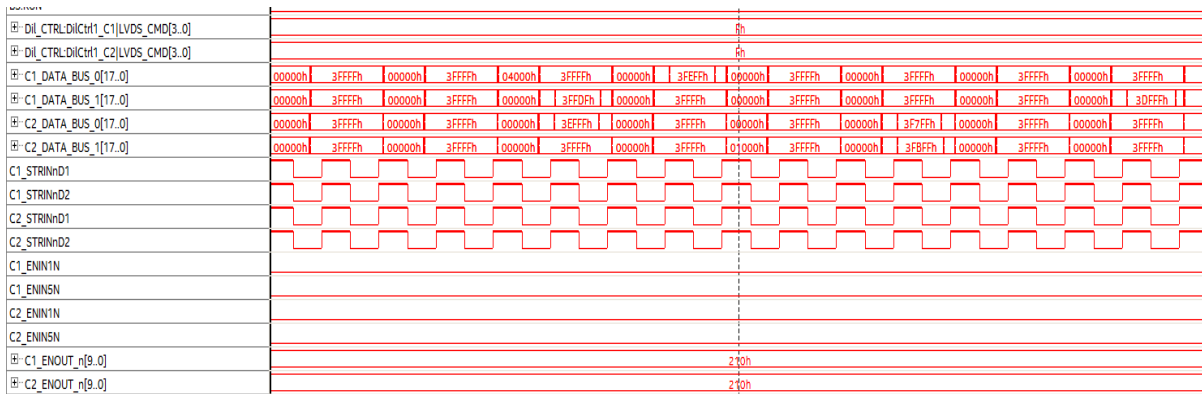 Dil_CTRL:DilCtrl1_C1|LVDS_CMD[3..0] Fh
Dil_CTRL:DilCtrl1_C2|LVDS_CMD[3..0] Fh
C1_DATA_BUS_0[17..0] 00000h 3FFFFh 00000h 3FFFFh 04000h 3FFFFh 00000h 3FEFFh 00000h 3FFFFh 00000h 3FFFFh 00000h 3FFFFh 00000h 3FFFFh
C1_DATA_BUS_1[17..0] 00000h 3FFFFh 00000h 3FFFFh 00000h 3FFDFh 00000h 3FFFFh 00000h 3FFFFh 00000h 3FFFFh 00000h 3FFFFh 00000h 3DFFFh
C2_DATA_BUS_0[17..0] 00000h 3FFFFh 00000h 3FFFFh 00000h 3EFFFh 00000h 3FFFFh 00000h 3FFFFh 00000h 3F7FFh 00000h 3FFFFh 00000h 3FFFFh
C2_DATA_BUS_1[17..0] 00000h 3FFFFh 00000h 3FFFFh 00000h 3FFFFh 00000h 3FFFFh 01000h 3FFFFh 00000h 3FBFFh 00000h 3FFFFh 00000h 3FFFFh
C1_STRINnD1
C1_STRINnD2
C2_STRINnD1
C2_STRINnD2
C1_ENIN1N
C1_ENIN5N
C2_ENIN1N
C2_ENIN5N
C1_ENOUT_n[9..0] 210h
C2_ENOUT_n[9..0] 210h